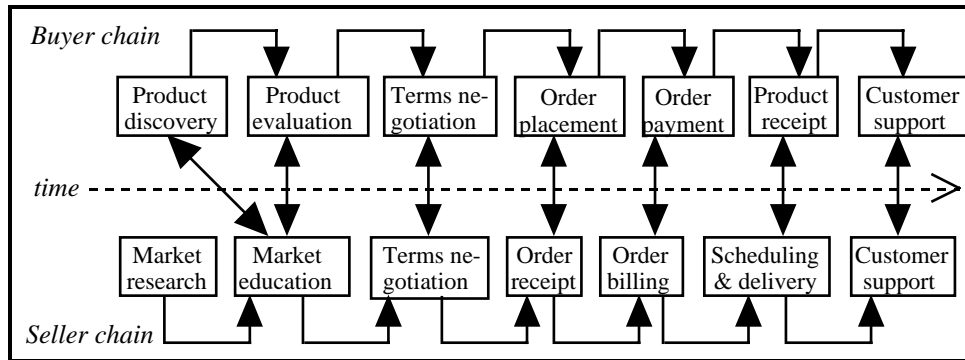 Buyer chain
Product
discovery
Product
evaluation
Terms ne-
gotiation
Order
placement
Order
payment
Product
receipt
Customer
support
time
Market
research
Market
education
Terms ne-
gotiation
Order
receipt
Order
billing
Scheduling
& delivery
Customer
support
Seller chain